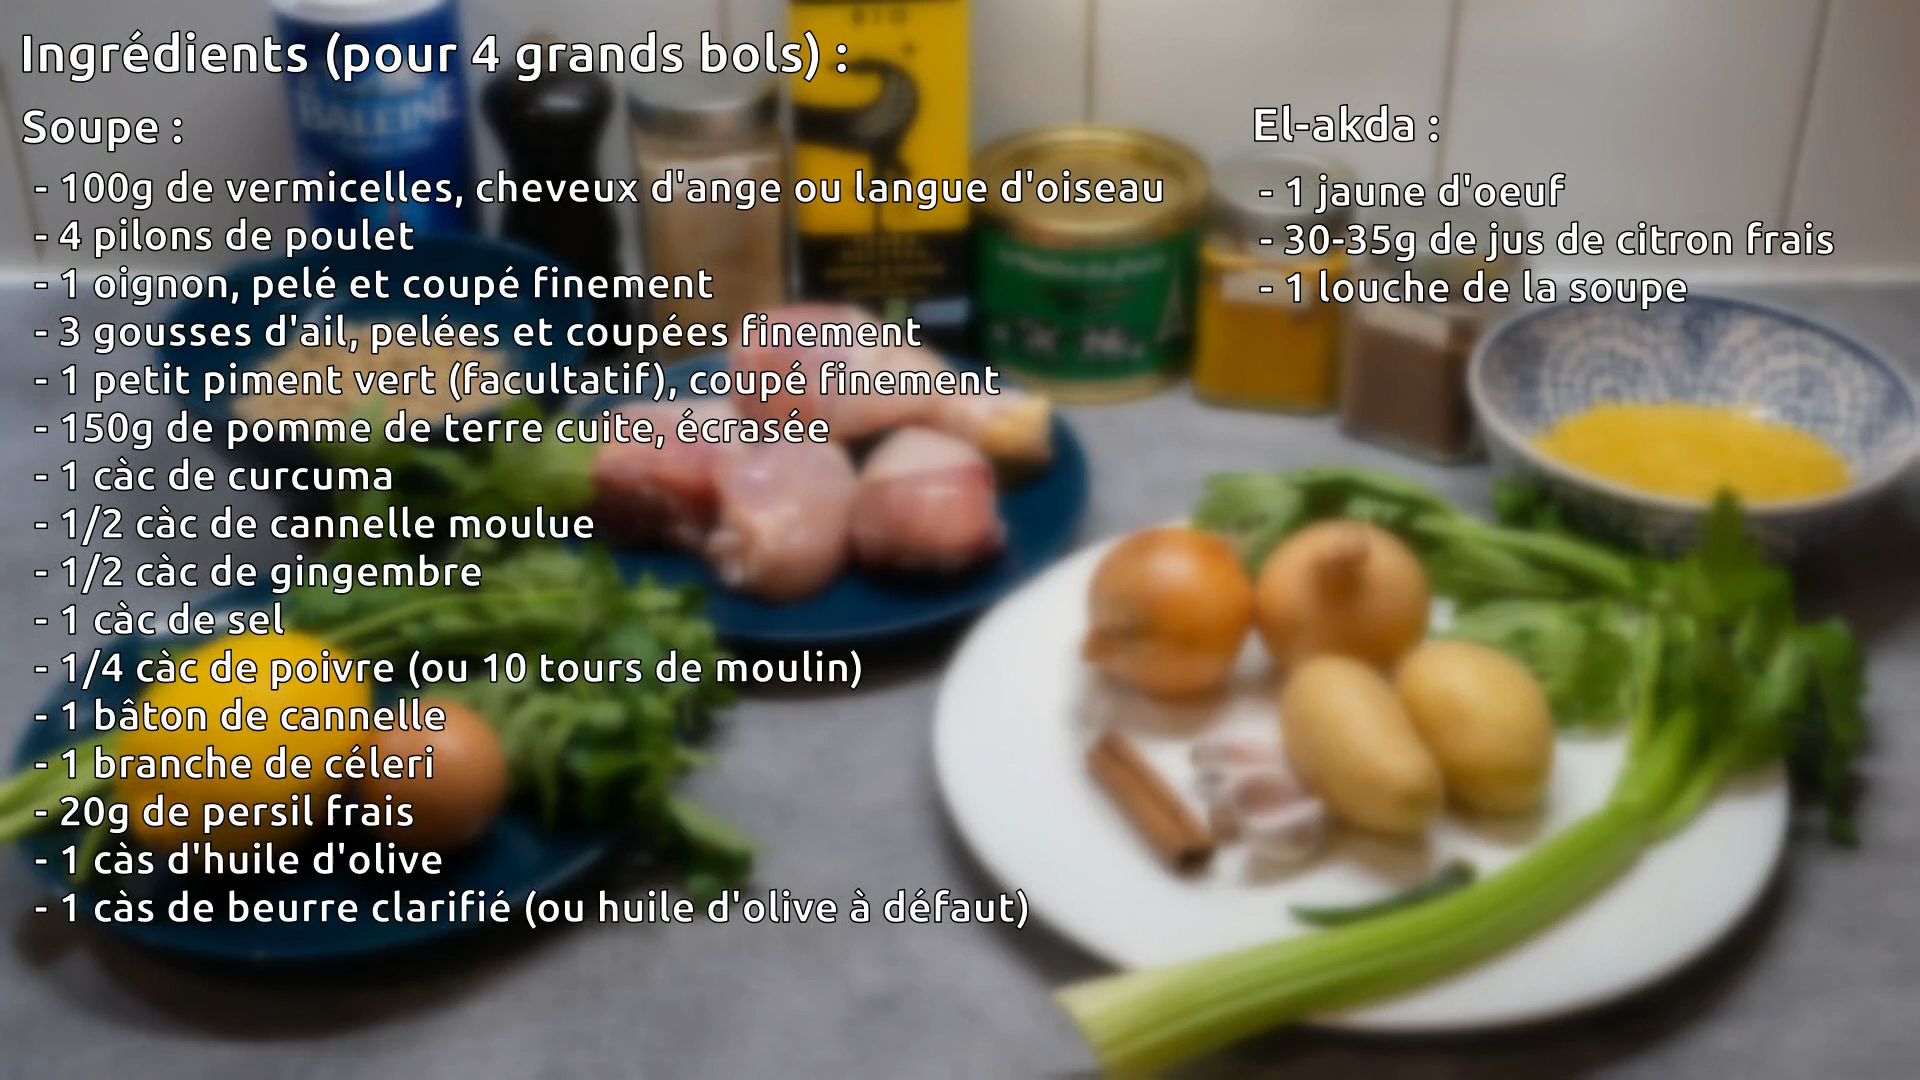 Ingrédients (pour 4 grands bols) :
Soupe :
- 100g de vermicelles, cheveux d'ange ou langue d'oiseau
- 4 pilons de poulet
- 1 oignon, pelé et coupé finement
- 3 gousses d'ail, pelées et coupées finement
- 1 petit piment vert (facultatif), coupé finement
- 150g de pomme de terre cuite, écrasée
- 1 càc de curcuma
- 1/2 càc de cannelle moulue
- 1/2 càc de gingembre
- 1 càc de sel
- 1/4 càc de poivre (ou 10 tours de moulin)
- 1 bâton de cannelle
- 1 branche de céleri
- 20g de persil frais
- 1 càs d'huile d'olive
- 1 càs de beurre clarifié (ou huile d'olive à défaut)
El-akda :
- 1 jaune d'oeuf
- 30-35g de jus de citron frais
- 1 louche de la soupe
BALEINE